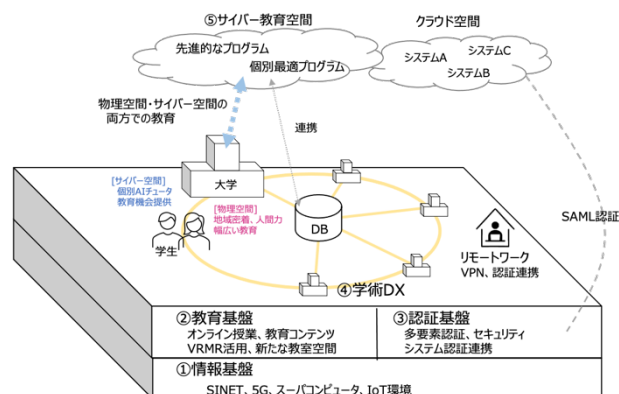 ⑤サイバー教育空間
クラウド空間
先進的なプログラム
個別最適プログラム
システムA
システムC
システムB
物理空間・サイバー空間の
両方での教育
連携
大学
[サイバー空間]
個別AIチュータ
教育機会提供
[物理空間]
地域密着、人間力
幅広い教育
学生
DB
SAML認証
リモートワーク
VPN、認証連携
④学術DX
②教育基盤
オンライン授業、教育コンテンツ
VRMR活用、新たな教室空間
③認証基盤
多要素認証、セキュリティ
システム認証連携
①情報基盤
SINET、5G、スーパコンピュータ、IoT環境